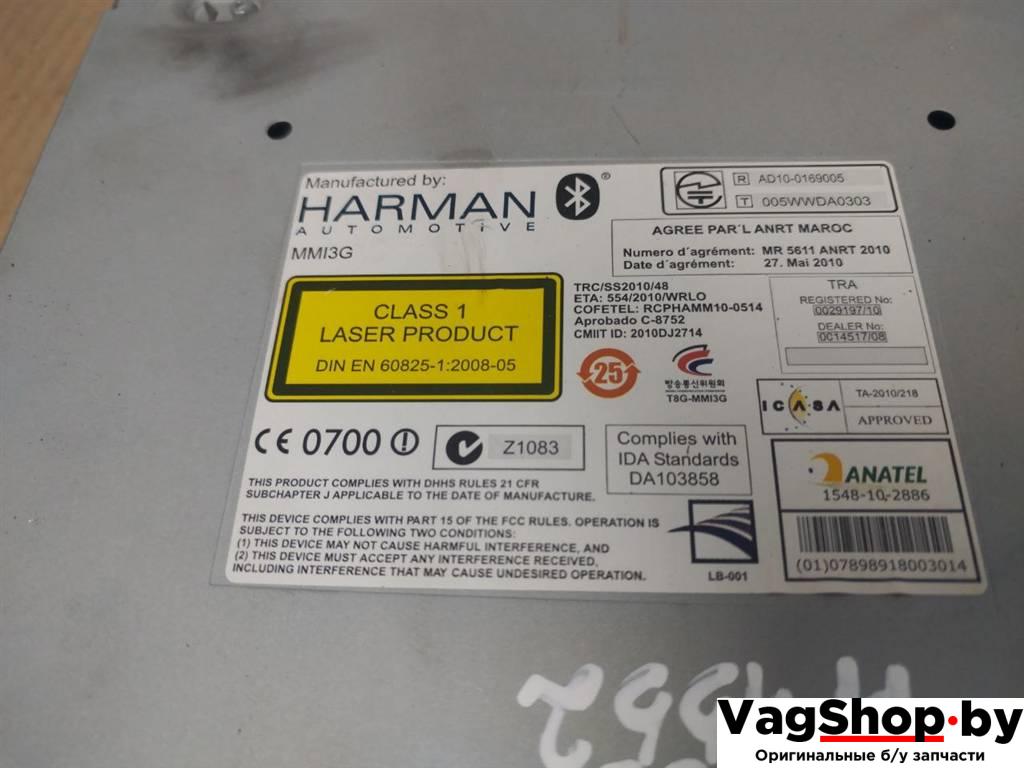 Manufactured by:
HARMAN
AUTOMOTIVE
MMI3G
R AD10-0169005
T 005WWDA0303
AGREE PAR'L ANRT MAROC
Numero d´agrément: MR 5611 ANRT 2010
Date d´agrément: 27. Mai 2010
CLASS 1
LASER PRODUCT
DIN EN 60825-1:2008-05
TRC/SS2010/48
ETA: 554/2010/WRLO
COFETEL: RCPHAMM10-0514
Aprobado C-8752
CMIIT ID: 2010DJ2714
25
방송통신위원회
T8G-MMI3G
TRA
REGISTERED No:
0029197/10
DEALER No:
0014517/08
ICASA
TA-2010/218
APPROVED
CE 0700
Z1083
Complies with
IDA Standards
DA103858
ANATEL
1548-10-2886
(01)07898918003014
THIS PRODUCT COMPLIES WITH DHHS RULES 21 CFR
SUBCHAPTER J APPLICABLE TO THE DATE OF MANUFACTURE.
THIS DEVICE COMPLIES WITH PART 15 OF THE FCC RULES. OPERATION IS
SUBJECT TO THE FOLLOWING TWO CONDITIONS:
(1) THIS DEVICE MAY NOT CAUSE HARMFUL INTERFERENCE, AND
(2) THIS DEVICE MUST ACCEPT ANY INTERFERENCE RECEIVED,
INCLUDING INTERFERENCE THAT MAY CAUSE UNDESIRED OPERATION.
LB-001
VagShop.by
Оригинальные б/у запчасти